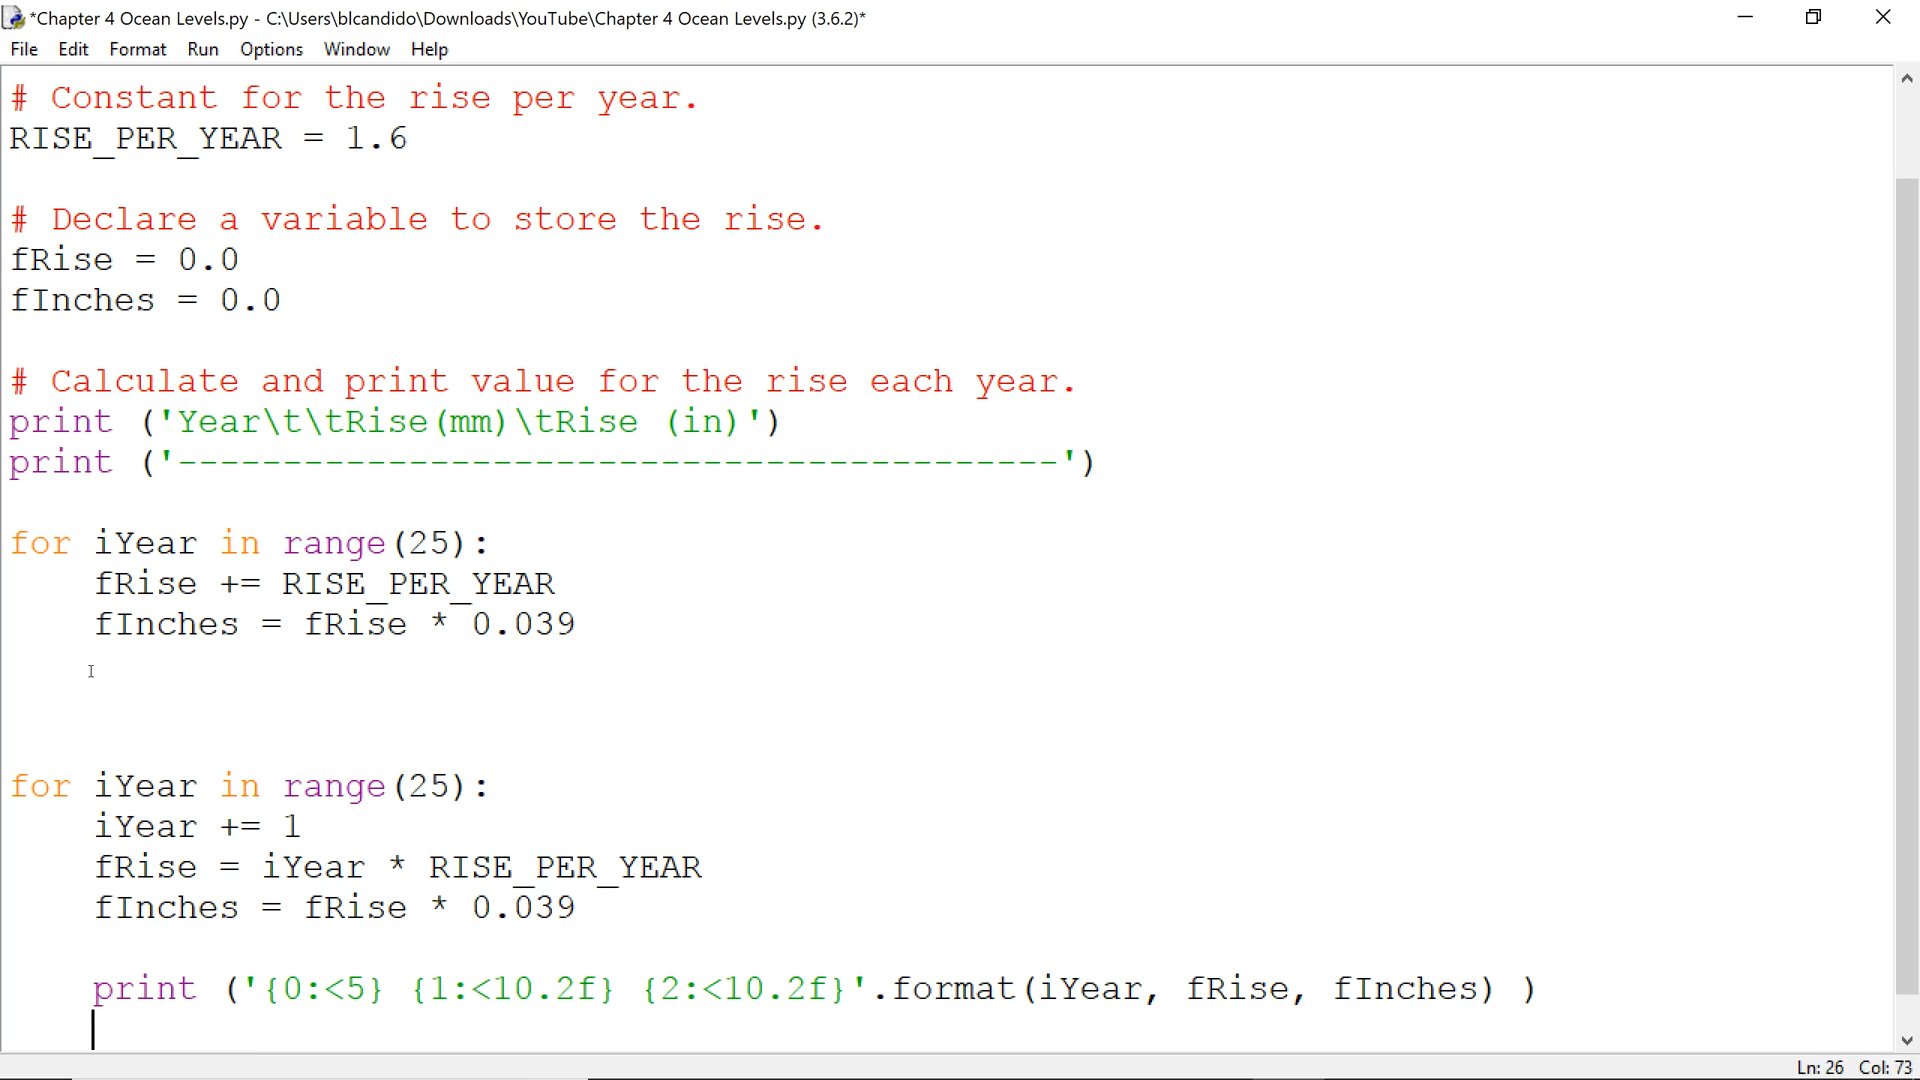 *Chapter 4 Ocean Levels.py - C:\Users\blcandido\Downloads\YouTube\Chapter 4 Ocean Levels.py (3.6.2)*
File Edit Format Run Options Window Help
# Constant for the rise per year.
RISE_PER_YEAR = 1.6
# Declare a variable to store the rise.
fRise = 0.0
fInches = 0.0
# Calculate and print value for the rise each year.
print ('Year\t\tRise(mm)\tRise (in)')
print ('------------------------------------------')
for iYear in range(25):
    fRise += RISE_PER_YEAR
    fInches = fRise * 0.039
for iYear in range(25):
    iYear += 1
    fRise = iYear * RISE_PER_YEAR
    fInches = fRise * 0.039
    print ('{0:<5} {1:<10.2f} {2:<10.2f}'.format(iYear, fRise, fInches) )
Ln: 26 Col: 73